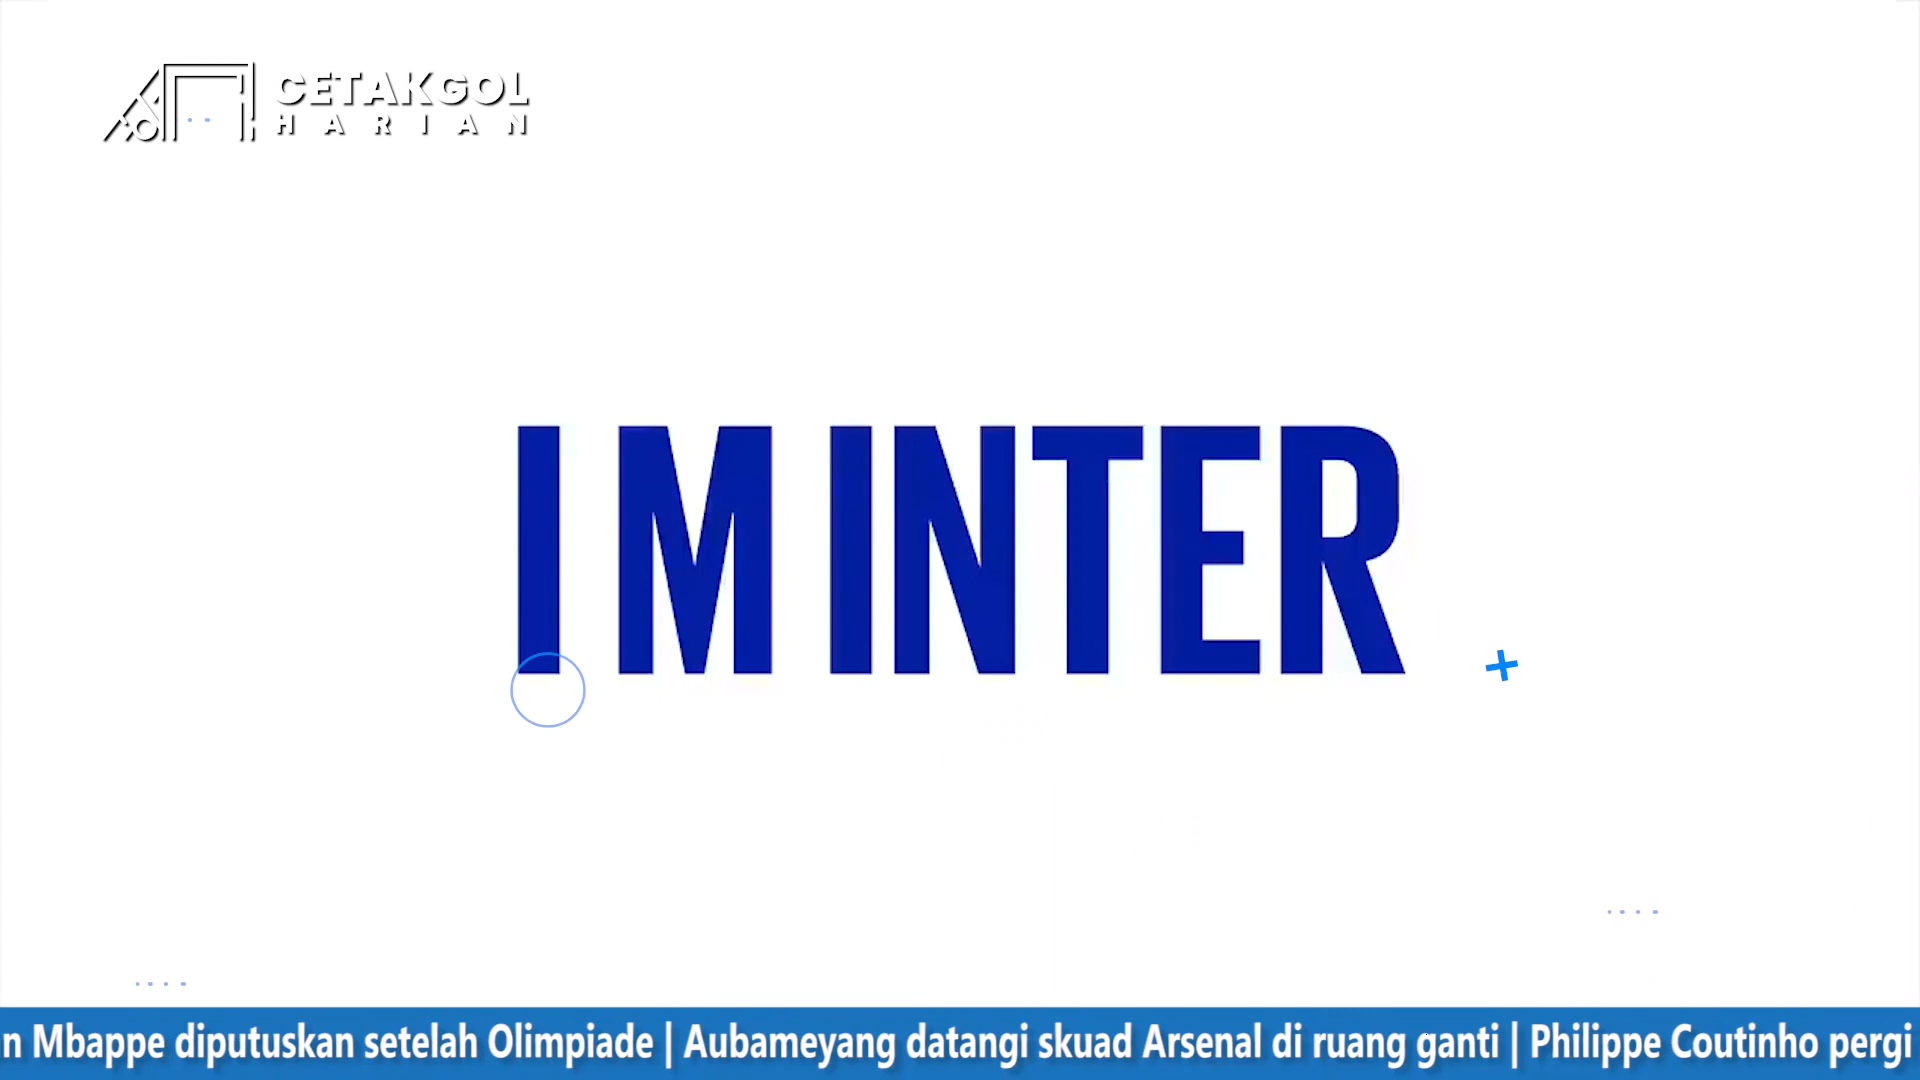 CETAKGOL
HARIAN
I M INTER
n Mbappe diputuskan setelah Olimpiade | Aubameyang datangi skuad Arsenal di ruang ganti | Philippe Coutinho pergi